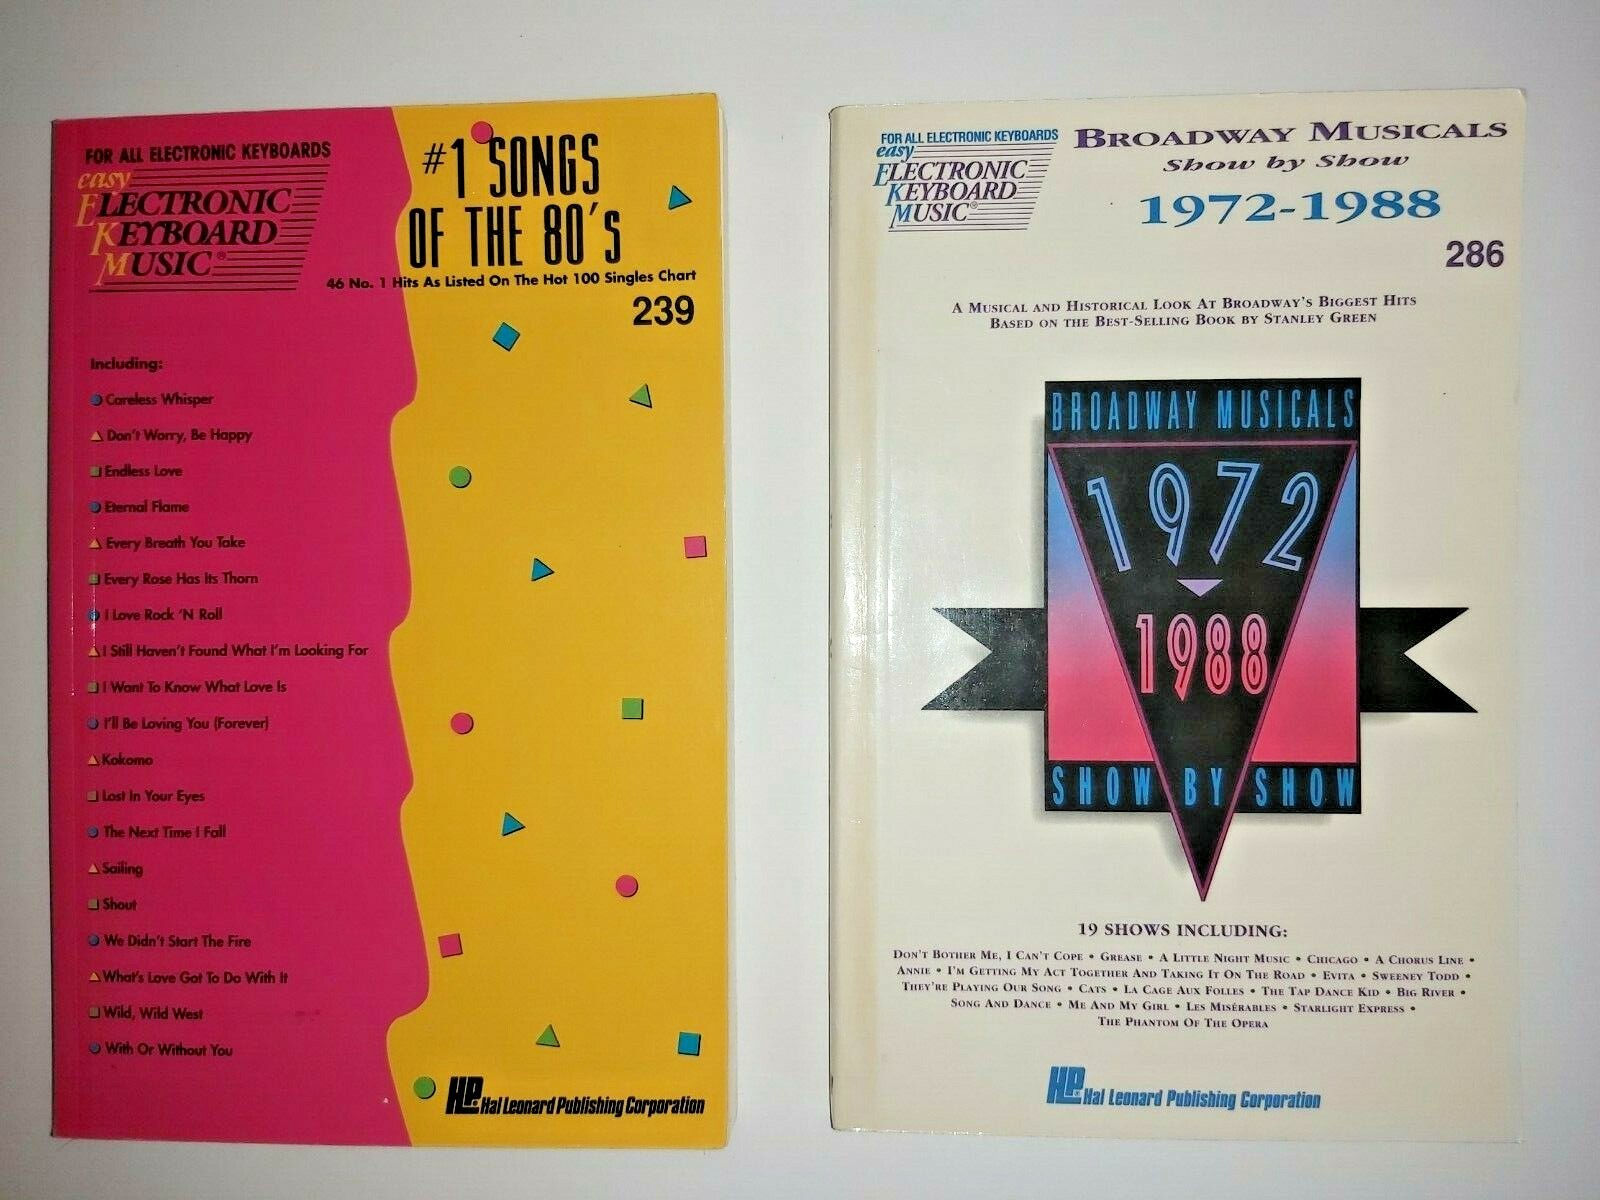 FOR ALL ELECTRONIC KEYBOARDS
easy
ELECTRONIC
KEYBOARD
MUSIC®
#1 SONGS
OF THE 80's
46 No. 1 Hits As Listed On The Hot 100 Singles Chart
239
Including:
Careless Whisper
Don't Worry, Be Happy
Endless Love
Eternal Flame
Every Breath You Take
Every Rose Has Its Thorn
I Love Rock 'N Roll
I Still Haven't Found What I'm Looking For
I Want To Know What Love Is
I'll Be Loving You (Forever)
Kokomo
Lost In Your Eyes
The Next Time I Fall
Sailing
Shout
We Didn't Start The Fire
What's Love Got To Do With It
Wild, Wild West
With Or Without You
HL® Hal Leonard Publishing Corporation
FOR ALL ELECTRONIC KEYBOARDS
easy
ELECTRONIC
KEYBOARD
MUSIC®
BROADWAY MUSICALS
Show by Show
1972-1988
286
A MUSICAL AND HISTORICAL LOOK AT BROADWAY'S BIGGEST HITS
BASED ON THE BEST-SELLING BOOK BY STANLEY GREEN
BROADWAY MUSICALS
1972
1988
SHOW BY SHOW
19 SHOWS INCLUDING:
DON'T BOTHER ME, I CAN'T COPE • GREASE • A LITTLE NIGHT MUSIC • CHICAGO • A CHORUS LINE •
ANNIE • I'M GETTING MY ACT TOGETHER AND TAKING IT ON THE ROAD • EVITA • SWEENEY TODD •
THEY'RE PLAYING OUR SONG • CATS • LA CAGE AUX FOLLES • THE TAP DANCE KID • BIG RIVER •
SONG AND DANCE • ME AND MY GIRL • LES MISÉRABLES • STARLIGHT EXPRESS •
THE PHANTOM OF THE OPERA
HL® Hal Leonard Publishing Corporation